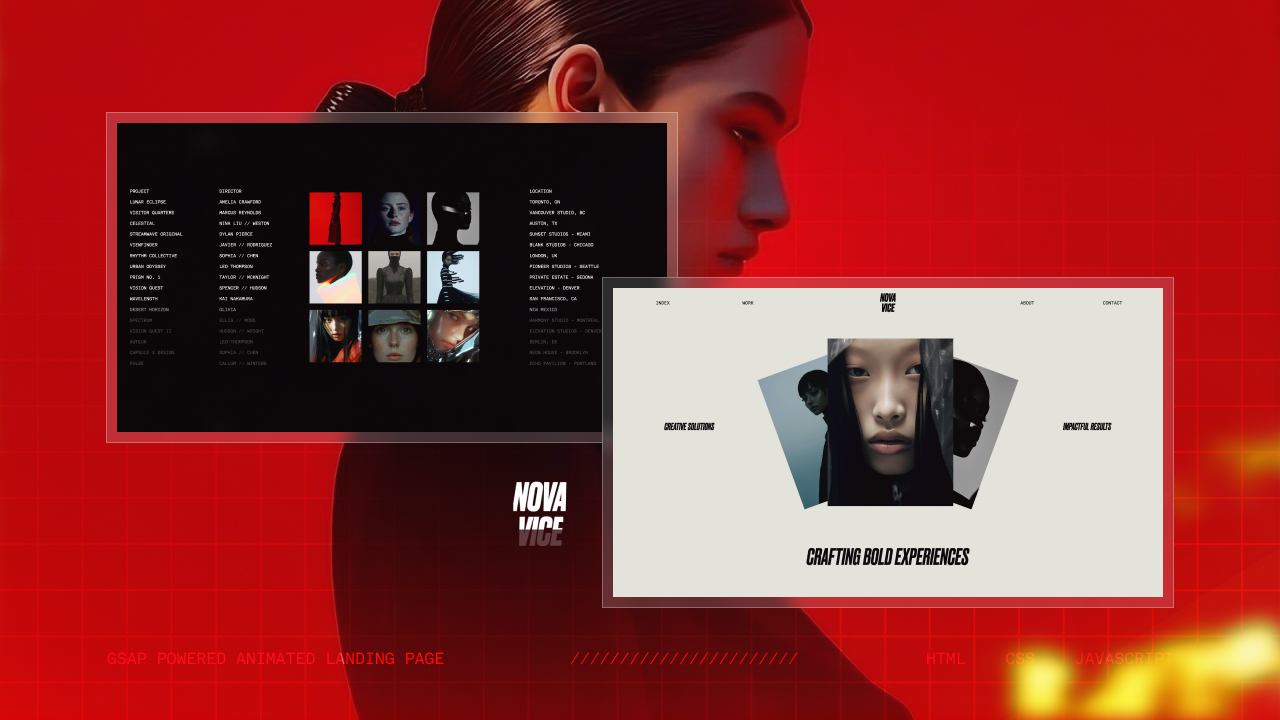 PROJECT
LUNAR ECLIPSE
VISITOR QUARTERS
CELESTIAL
STREAMWAVE ORIGINAL
VIEWFINDER
RHYTHM COLLECTIVE
URBAN ODYSSEY
PRISM NO. 1
VISION QUEST
WAVELENGTH
DESERT HORIZON
SPECTRUM
VISION QUEST II
AUTEUR
CAPSULE'S DESIGN
PULSE
DIRECTOR
AMELIA CRAWFORD
MARCUS REYNOLDS
NINA LIU // WESTON
DYLAN PIERCE
JAVIER // RODRIGUEZ
SOPHIA // CHEN
LEO THOMPSON
TAYLOR // MCKNIGHT
SPENCER // HUDSON
KAI NAKAMURA
OLIVIA
ELLIS // MOSS
HUDSON // WRIGHT
LEO THOMPSON
SOPHIA // CHEN
CALLUM // WINTERS
LOCATION
TORONTO, ON
VANCOUVER STUDIO, BC
AUSTIN, TX
SUNSET STUDIOS - MIAMI
BLANK STUDIOS - CHICAGO
LONDON, UK
PIONEER STUDIOS - SEATTLE
PRIVATE ESTATE - SEDONA
ELEVATION - DENVER
SAN FRANCISCO, CA
NEW MEXICO
HARMONY STUDIO - MONTREAL
ELEVATION STUDIOS - DENVER
BERLIN, DE
NEON HOUSE - BROOKLYN
ECHO PAVILION - PORTLAND
INDEX
WORK
NOVA
VICE
ABOUT
CONTACT
CREATIVE SOLUTIONS
IMPACTFUL RESULTS
CRAFTING BOLD EXPERIENCES
NOVA
VICE
GSAP POWERED ANIMATED LANDING PAGE
///////////////////////
HTML CSS JAVASCRIPT